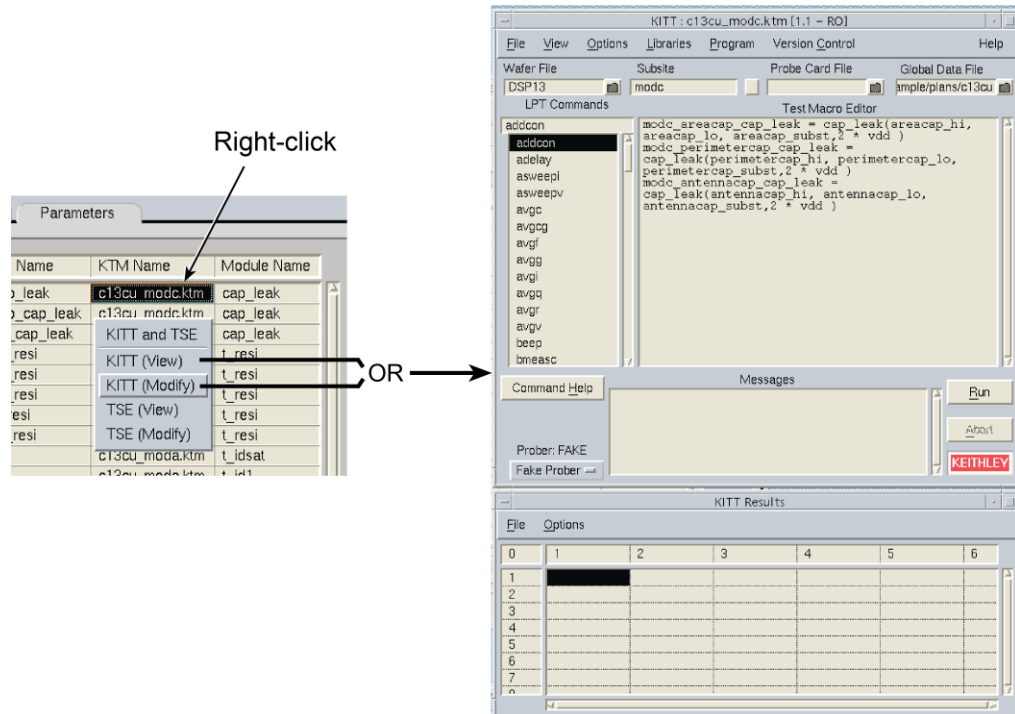 Right-click
Parameters
Name KTM Name Module Name
_leak c13cu_modc.ktm cap_leak
_cap_leak c13cu_modc.ktm cap_leak
_cap_leak KITT and TSE cap_leak
_resi KITT (View) t_resi
_resi KITT (Modify) t_resi
_resi TSE (View) t_resi
resi TSE (Modify) t_resi
_resi t_resi
c13cu_moda.ktm t_idsat
c13cu_moda.ktm t_id1
OR
KITT : c13cu_modc.ktm [1.1 – RO]
File View Options Libraries Program Version Control Help
Wafer File Subsite Probe Card File Global Data File
DSP13 modc ample/plans/c13cu
LPT Commands Test Macro Editor
addcon
addcon
adelay
asweepi
asweepv
avgc
avgcg
avgf
avgg
avgi
avgq
avgr
avgv
beep
bmeasc
modc_areacap_cap_leak = cap_leak(areacap_hi,
areacap_lo, areacap_subst,2 * vdd )
modc_perimetercap_cap_leak =
cap_leak(perimetercap_hi, perimetercap_lo,
perimetercap_subst,2 * vdd )
modc_antennacap_cap_leak =
cap_leak(antennacap_hi, antennacap_lo,
antennacap_subst,2 * vdd )
Command Help Messages
Run
Abort
Prober: FAKE
Fake Prober
KEITHLEY
KITT Results
File Options
0 1 2 3 4 5 6
1
2
3
4
5
6
7